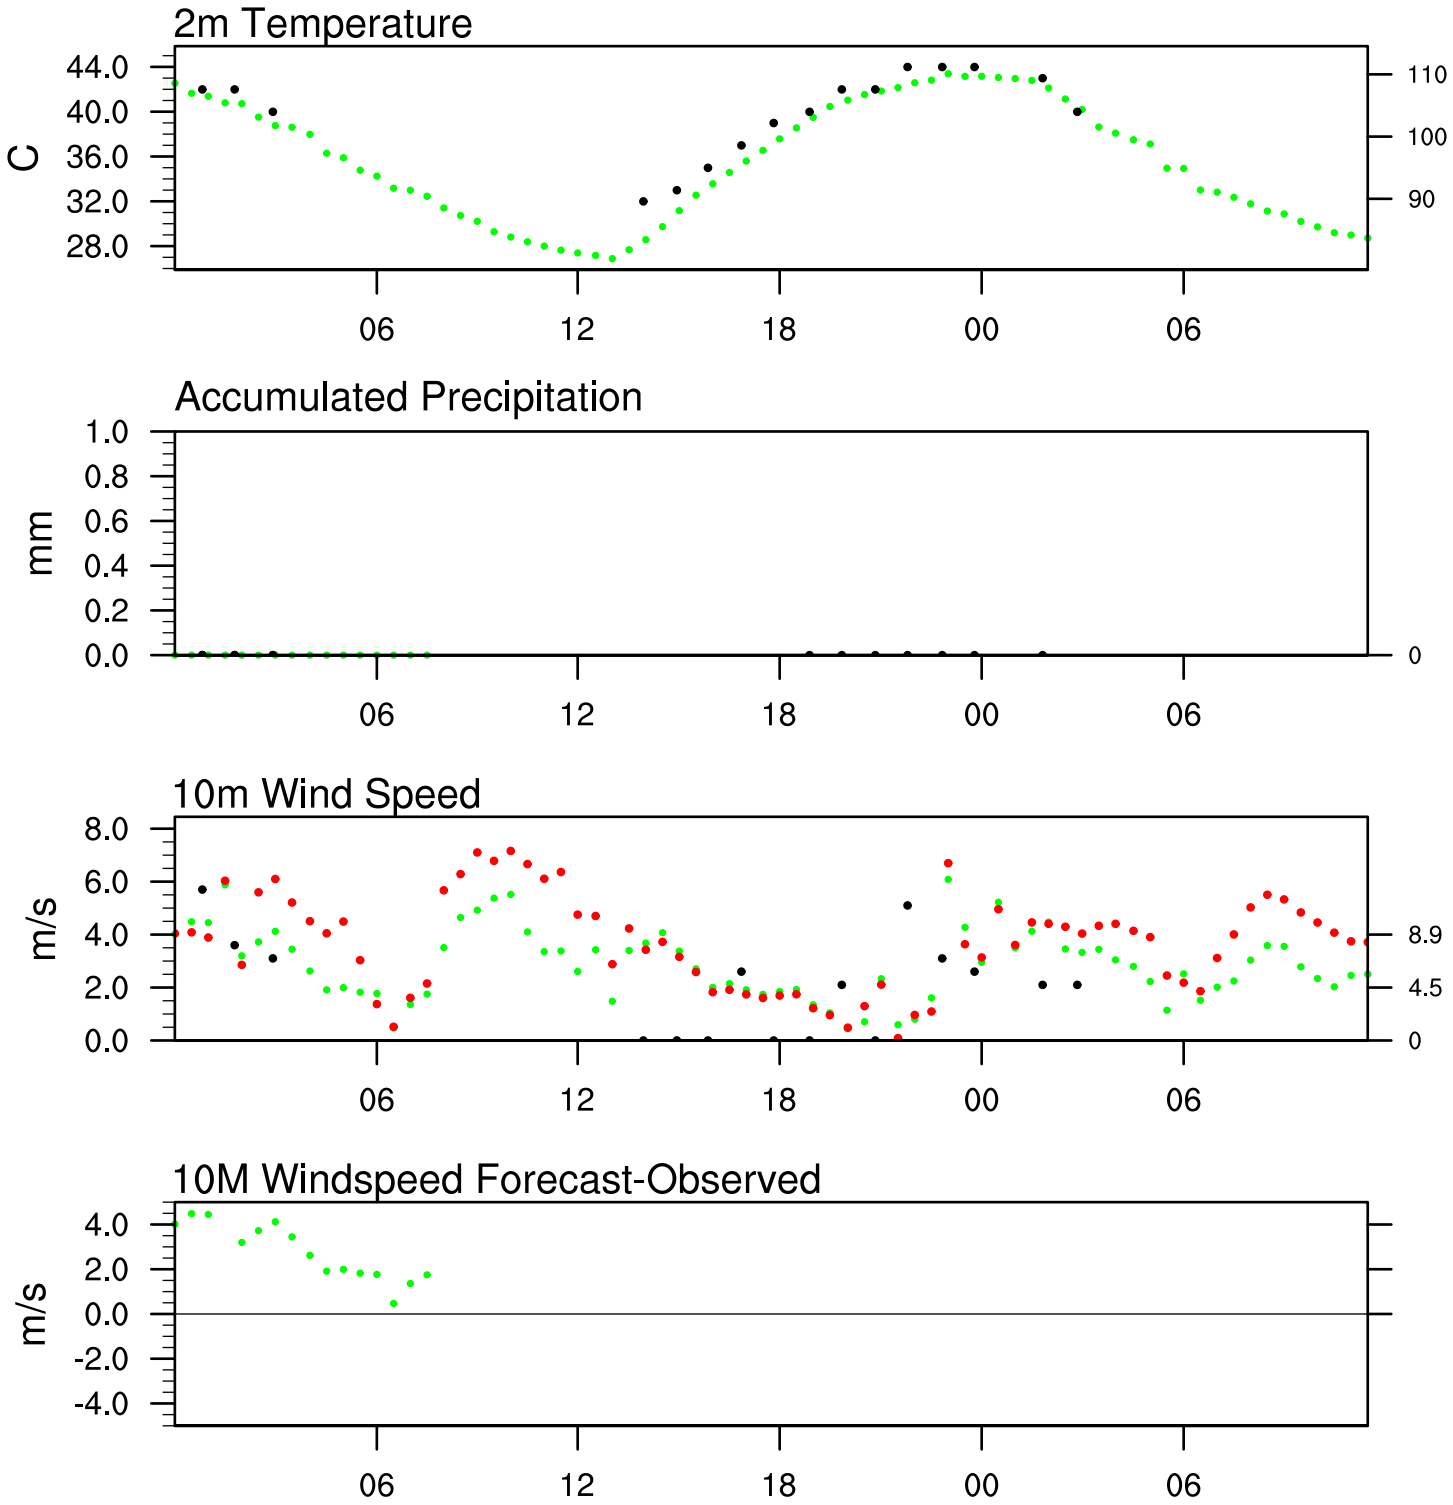 2m Temperature
44.0
40.0
36.0
32.0
28.0
C
110
100
90
06 12 18 00 06
Accumulated Precipitation
1.0
0.8
0.6
0.4
0.2
0.0
mm
0
06 12 18 00 06
10m Wind Speed
8.0
6.0
4.0
2.0
0.0
m/s
8.9
4.5
0
06 12 18 00 06
10M Windspeed Forecast-Observed
4.0
2.0
0.0
-2.0
-4.0
m/s
06 12 18 00 06